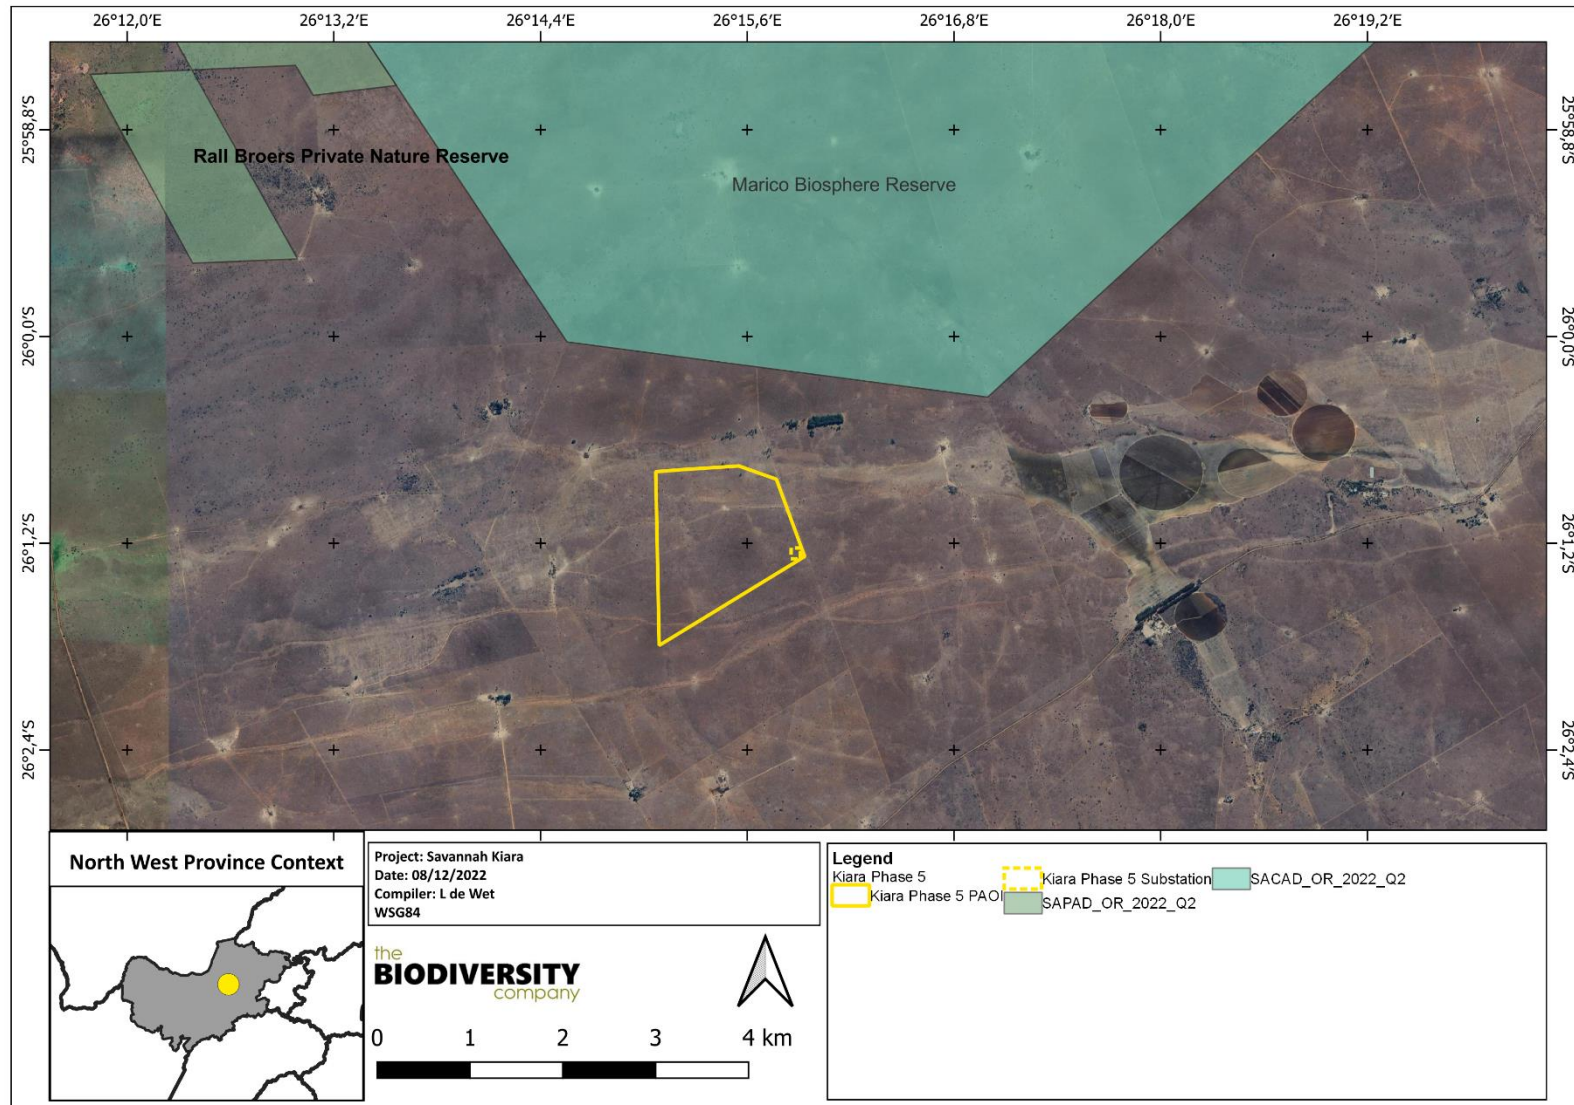 26°12,0'E 26°13,2'E 26°14,4'E 26°15,6'E 26°16,8'E 26°18,0'E 26°19,2'E
25°58,8'S 25°58,8'S
Rall Broers Private Nature Reserve
Marico Biosphere Reserve
26°0,0'S 26°0,0'S
26°1,2'S 26°1,2'S
26°2,4'S 26°2,4'S
North West Province Context
Project: Savannah Kiara
Date: 08/12/2022
Compiler: L de Wet
WSG84
the
BIODIVERSITY
company
0 1 2 3 4 km
Legend
Kiara Phase 5
Kiara Phase 5 PAOI
Kiara Phase 5 Substation
SAPAD_OR_2022_Q2
SACAD_OR_2022_Q2